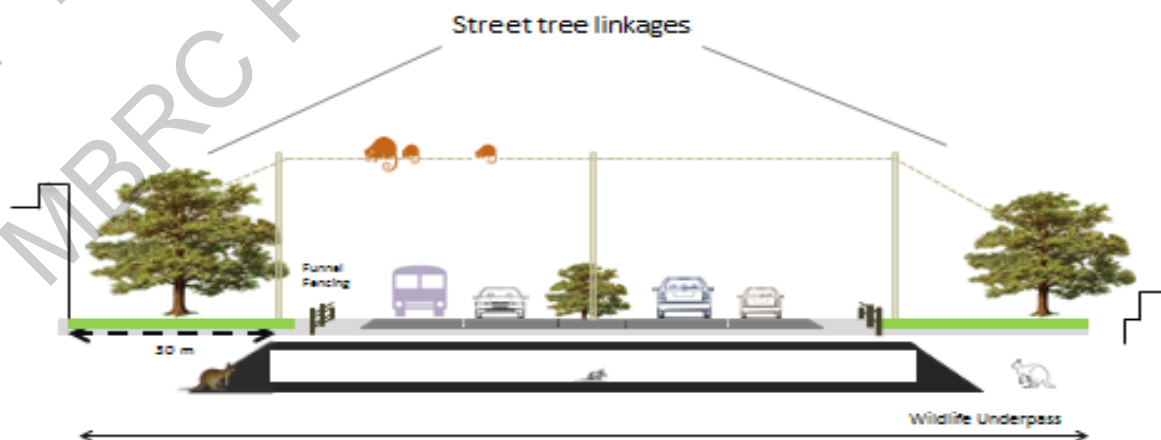 Street tree linkages
MBRC
Funnel
Fencing
30 m
Wildlife Underpass